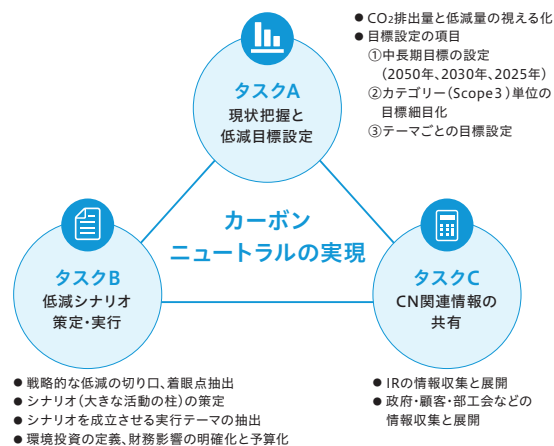 ● CO₂排出量と低減量の視える化
● 目標設定の項目
①中長期目標の設定
(2050年、2030年、2025年)
②カテゴリー(Scope3)単位の
目標細目化
③テーマごとの目標設定
タスクA
現状把握と
低減目標設定
カーボン
ニュートラルの実現
タスクB
低減シナリオ
策定・実行
タスクC
CN関連情報の
共有
● 戦略的な低減の切り口、着眼点抽出
● シナリオ(大きな活動の柱)の策定
● シナリオを成立させる実行テーマの抽出
● 環境投資の定義、財務影響の明確化と予算化
● IRの情報収集と展開
● 政府・顧客・部工会などの
情報収集と展開